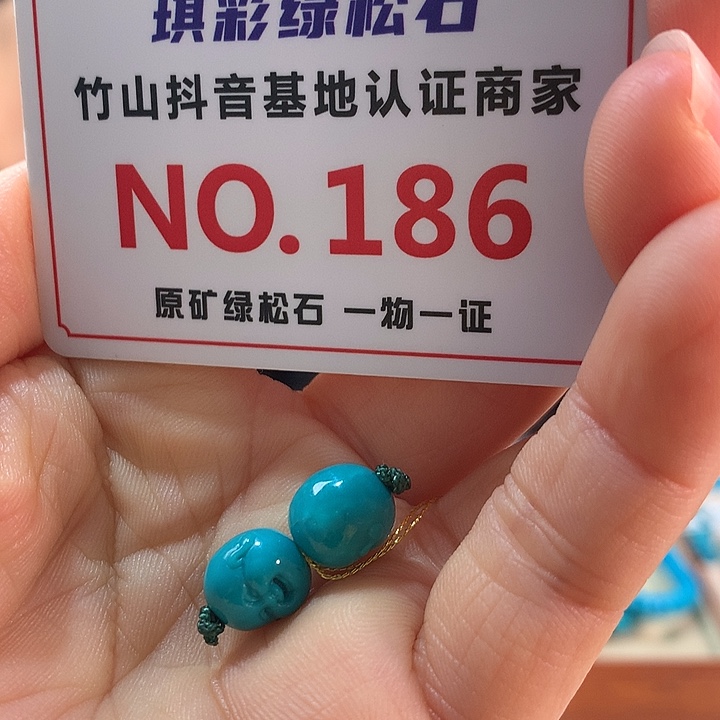 琪彩绿松石
竹山抖音基地认证商家
NO.186
原矿绿松石 一物一证